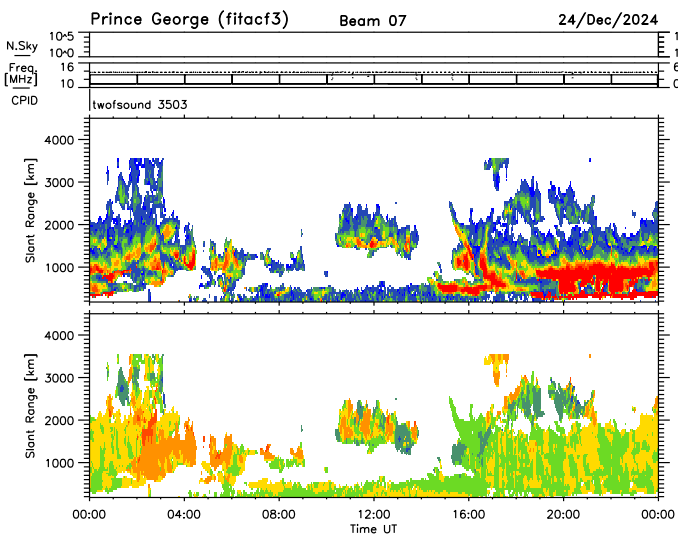 Prince George (fitacf3) Beam 07 24/Dec/2024
N.Sky 10^5 10^0 1 1
Freq. [MHz] 16 10 6 0
CPID twofsound 3503
Slant Range [km] 4000 3000 2000 1000
Slant Range [km] 4000 3000 2000 1000
00:00 04:00 08:00 12:00 16:00 20:00 00:00
Time UT